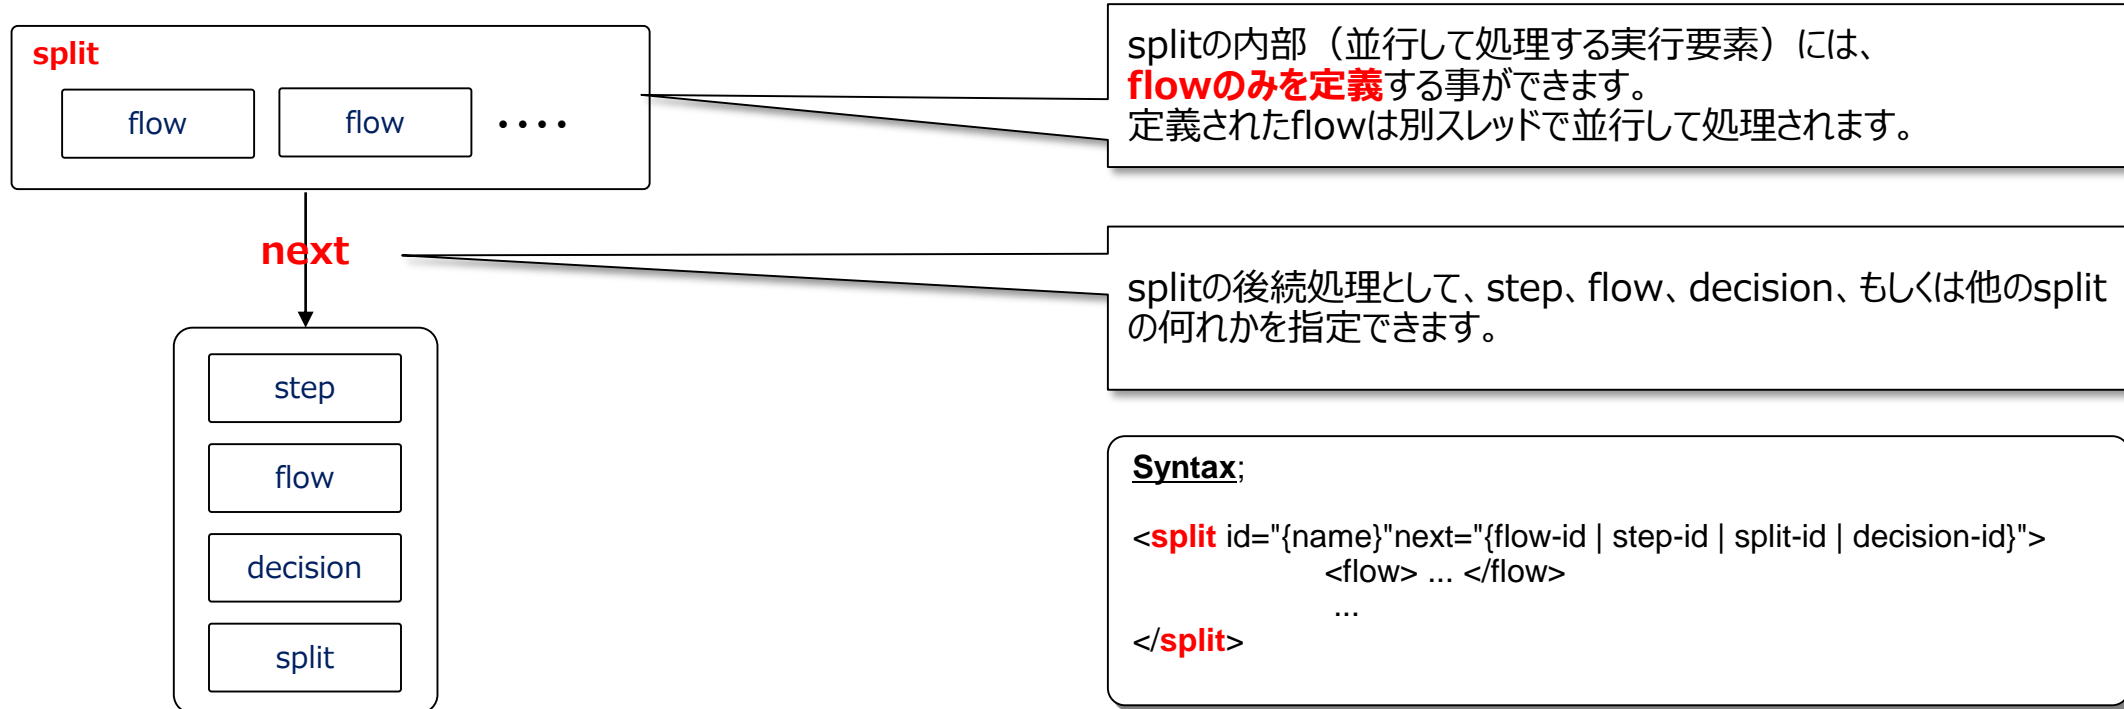 split
flow
flow
・・・・
next
step
flow
decision
split
splitの内部（並行して処理する実行要素）には、
flowのみを定義する事ができます。
定義されたflowは別スレッドで並行して処理されます。
splitの後続処理として、step、flow、decision、もしくは他のsplit
の何れかを指定できます。
Syntax;
<split id="{name}"next="{flow-id | step-id | split-id | decision-id}">
<flow> ... </flow>
...
</split>